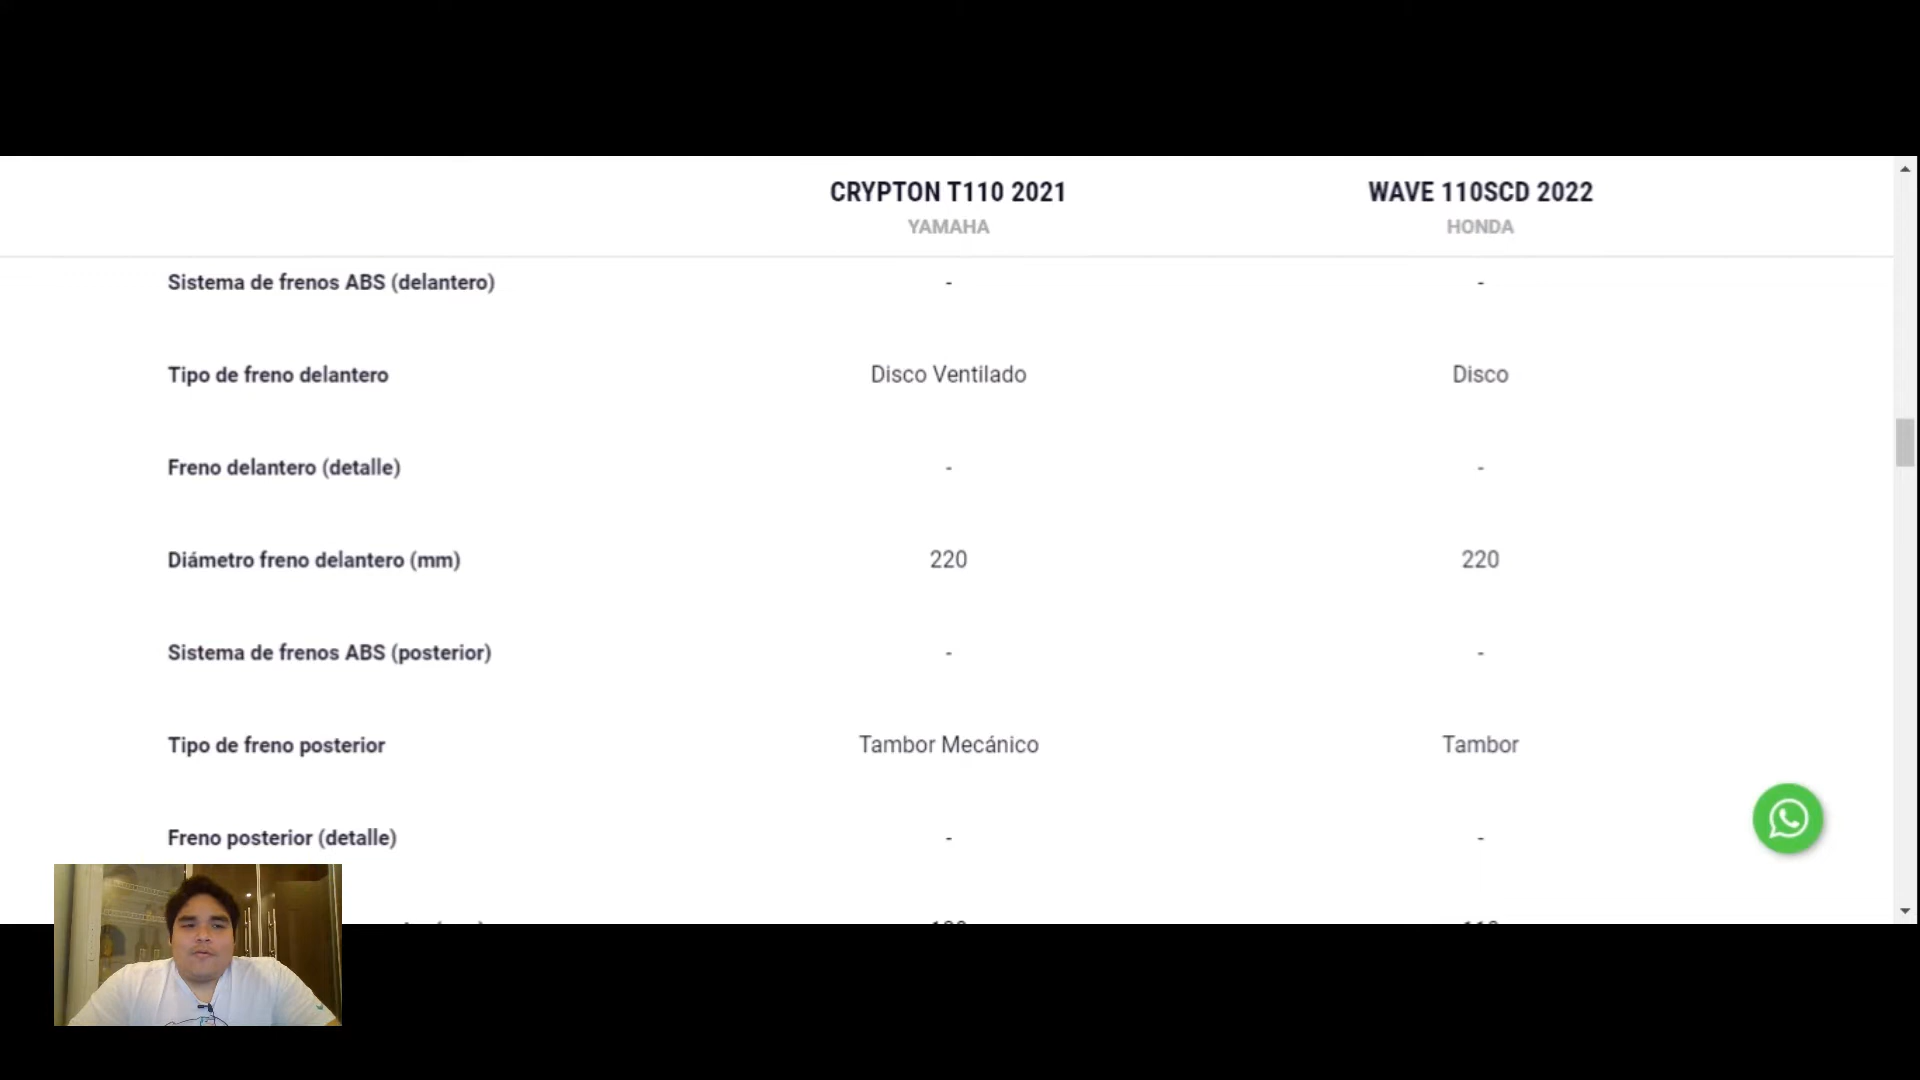 CRYPTON T110 2021 WAVE 110SCD 2022
YAMAHA HONDA
Sistema de frenos ABS (delantero) - -
Tipo de freno delantero Disco Ventilado Disco
Freno delantero (detalle) - -
Diámetro freno delantero (mm) 220 220
Sistema de frenos ABS (posterior) - -
Tipo de freno posterior Tambor Mecánico Tambor
Freno posterior (detalle) - -